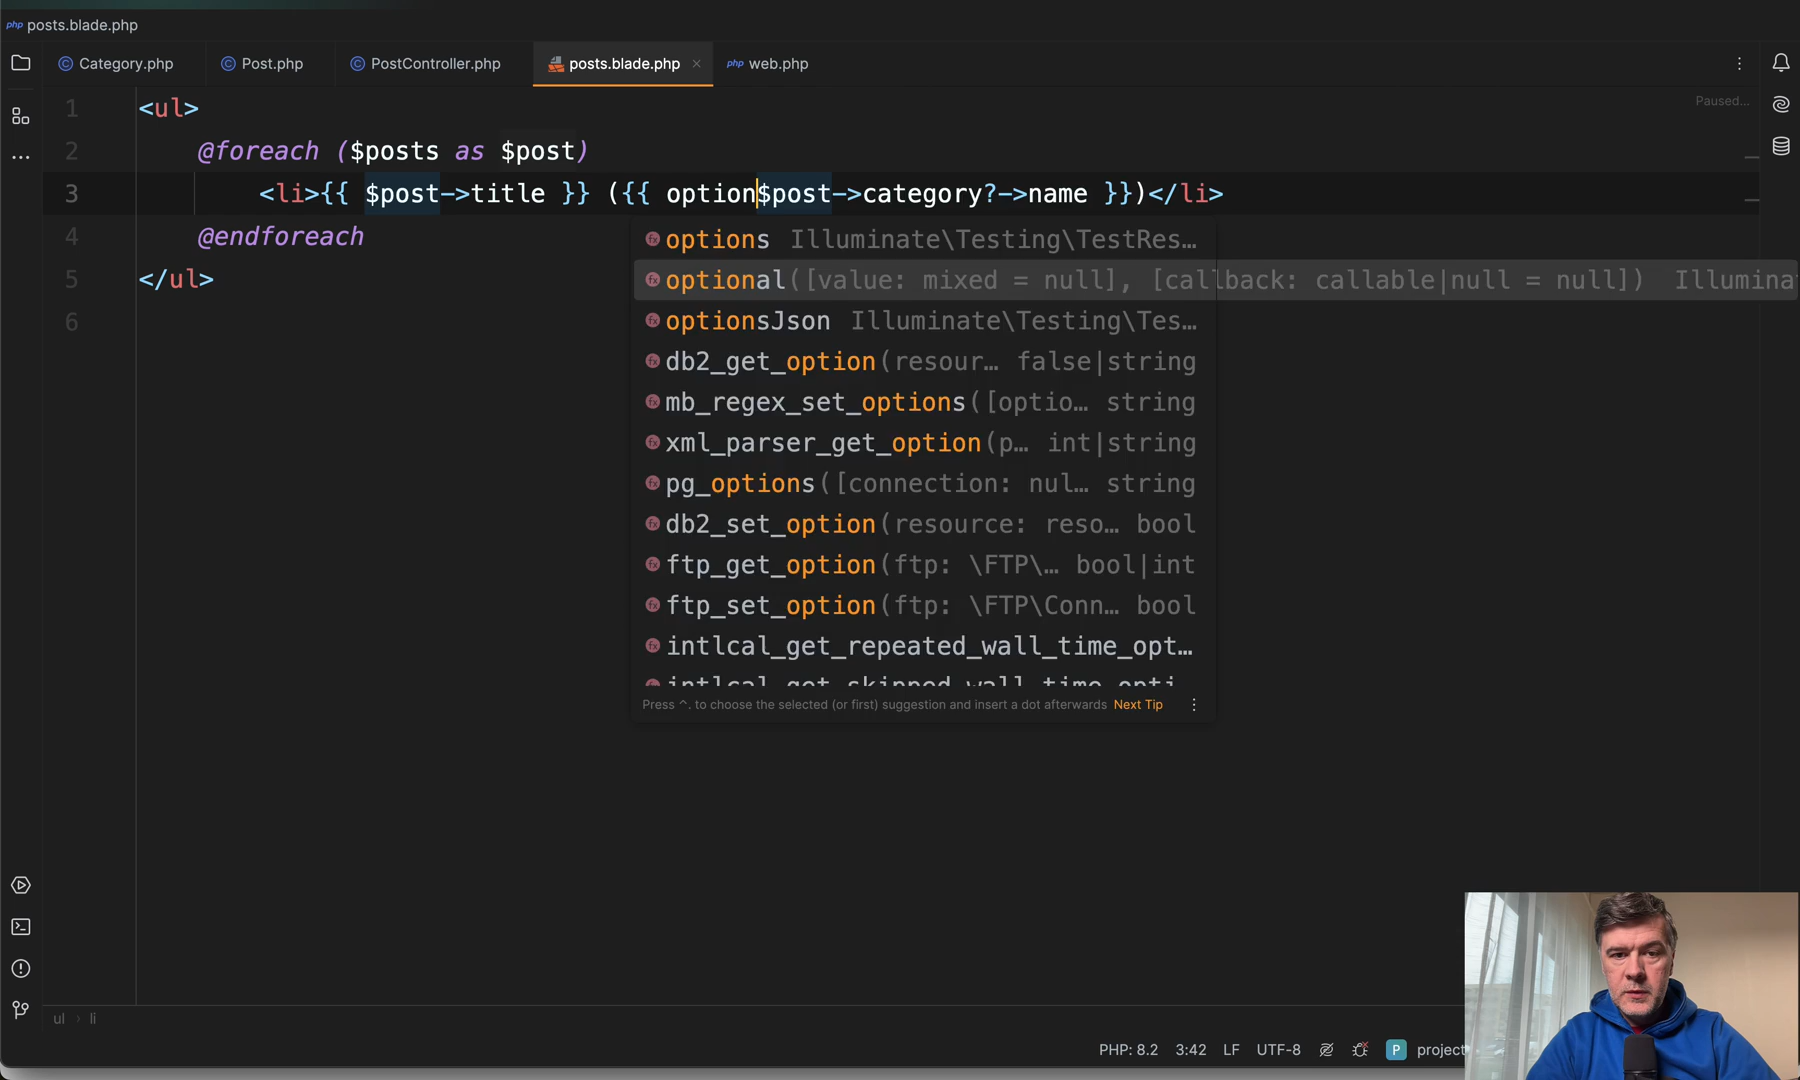 php posts.blade.php
Category.php
Post.php
PostController.php
posts.blade.php
php web.php
Paused...
1 <ul>
2 @foreach ($posts as $post)
3 <li>{{ $post->title }} ({{ option$post->category?->name }})</li>
4 @endforeach
5 </ul>
6
options Illuminate\Testing\TestRes…
optional([value: mixed = null], [callback: callable|null = null]) Illumina
optionsJson Illuminate\Testing\Tes…
db2_get_option(resour… false|string
mb_regex_set_options([optio… string
xml_parser_get_option(p… int|string
pg_options([connection: nul… string
db2_set_option(resource: reso… bool
ftp_get_option(ftp: \FTP\… bool|int
ftp_set_option(ftp: \FTP\Conn… bool
intlcal_get_repeated_wall_time_opt…
intlcal_get_skipped_wall_time_opti
Press ^. to choose the selected (or first) suggestion and insert a dot afterwards Next Tip
ul › li
PHP: 8.2 3:42 LF UTF-8 P project